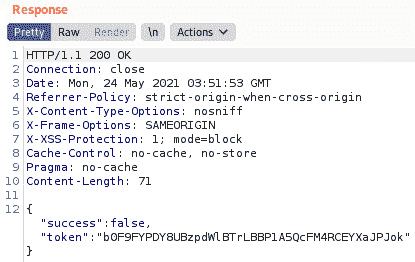 Response
Pretty Raw Render \n Actions
1 HTTP/1.1 200 OK
2 Connection: close
3 Date: Mon, 24 May 2021 03:51:53 GMT
4 Referrer-Policy: strict-origin-when-cross-origin
5 X-Content-Type-Options: nosniff
6 X-Frame-Options: SAMEORIGIN
7 X-XSS-Protection: 1; mode=block
8 Cache-Control: no-cache, no-store
9 Pragma: no-cache
10 Content-Length: 71
11
12 {
"success":false,
"token":"b0F9FYPDY8UBzpdWlBTrLBBP1A5QcFM4RCEYXaJPJok"
}